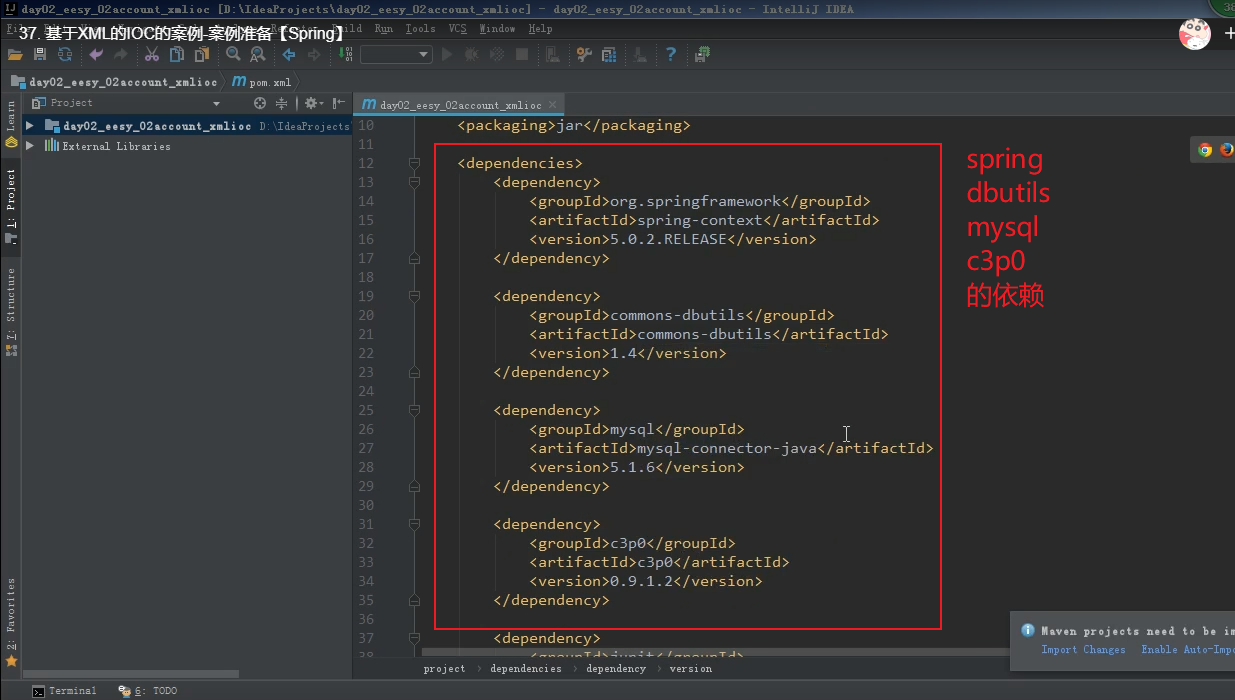 day02_eesy_02account_xmlioc [D:\IdeaProjects\day02_eesy_02account_xmlioc] - day02_eesy_02account_xmlioc - IntelliJ IDEA
37. 基于XML的IOC的案例-案例准备【Spring】
Build Run Tools VCS Window Help
38
day02_eesy_02account_xmlioc
pom.xml
Project
day02_eesy_02account_xmlioc
Learn
1: Project
7: Structure
2: Favorites
day02_eesy_02account_xmlioc D:\IdeaProjects
External Libraries
10 <packaging>jar</packaging>
11
12 <dependencies>
13 <dependency>
14 <groupId>org.springframework</groupId>
15 <artifactId>spring-context</artifactId>
16 <version>5.0.2.RELEASE</version>
17 </dependency>
18
19 <dependency>
20 <groupId>commons-dbutils</groupId>
21 <artifactId>commons-dbutils</artifactId>
22 <version>1.4</version>
23 </dependency>
24
25 <dependency>
26 <groupId>mysql</groupId>
27 <artifactId>mysql-connector-java</artifactId>
28 <version>5.1.6</version>
29 </dependency>
30
31 <dependency>
32 <groupId>c3p0</groupId>
33 <artifactId>c3p0</artifactId>
34 <version>0.9.1.2</version>
35 </dependency>
36
37 <dependency>
38 <groupId>junit</groupId>
spring
dbutils
mysql
c3p0
的依赖
Maven projects need to be im
Import Changes Enable Auto-Impo
project dependencies dependency version
Terminal 6: TODO